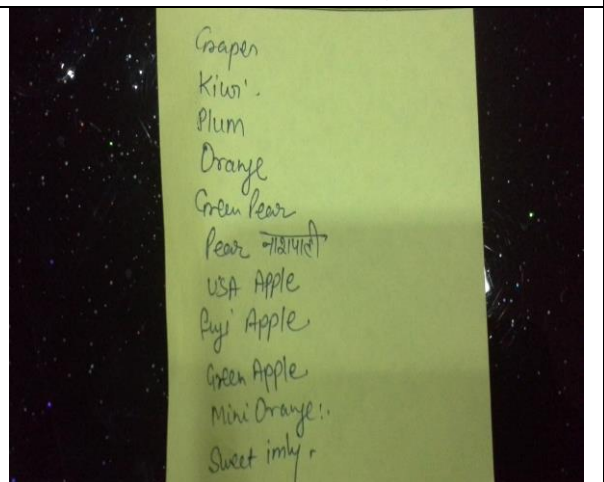 Grapes
Kiwi.
Plum
Orange
Green Pear
Pear नाशपाती
USA Apple
Fuji Apple
Green Apple
Mini Orange:.
Sweet imly.